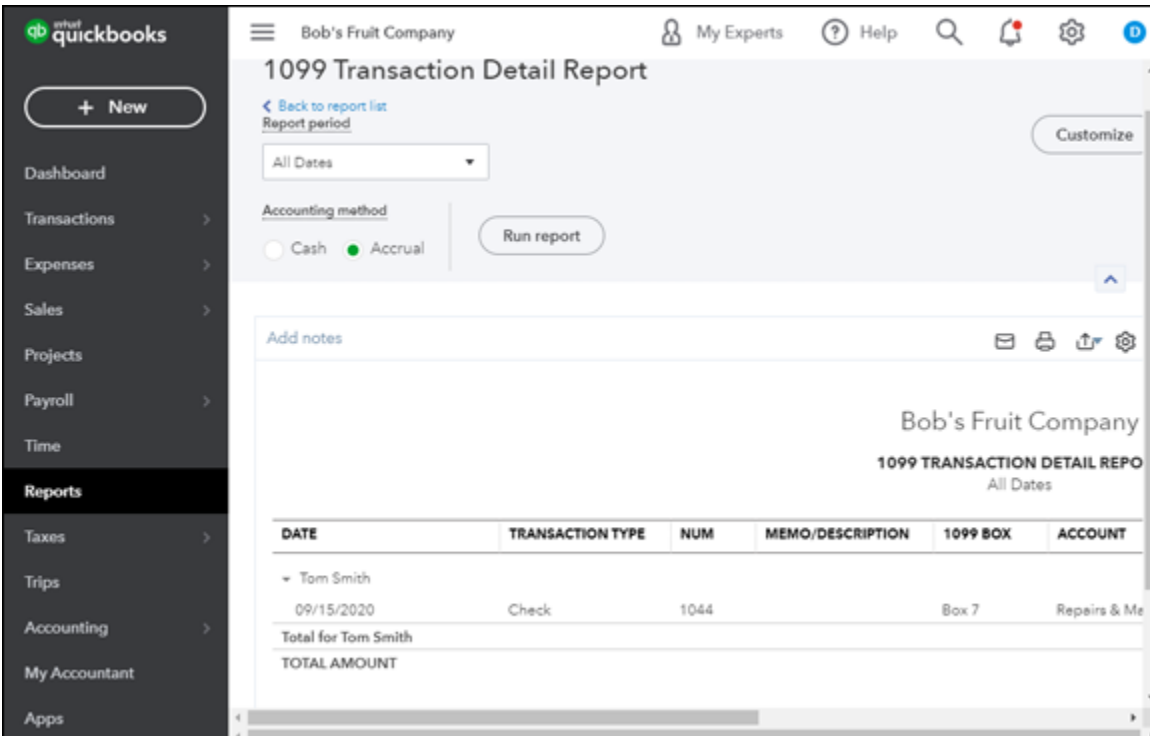 qb intuit quickbooks
Bob's Fruit Company
My Experts
? Help
D
+ New
Dashboard
Transactions
Expenses
Sales
Projects
Payroll
Time
Reports
Taxes
Trips
Accounting
My Accountant
Apps
1099 Transaction Detail Report
Back to report list
Report period
Customize
All Dates
Accounting method
Cash Accrual
Run report
Add notes
Bob's Fruit Company
1099 TRANSACTION DETAIL REPO
All Dates
DATE TRANSACTION TYPE NUM MEMO/DESCRIPTION 1099 BOX ACCOUNT
Tom Smith
09/15/2020 Check 1044 Box 7 Repairs & Ma
Total for Tom Smith
TOTAL AMOUNT